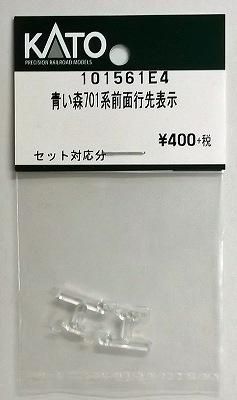 KATO
PRECISION RAILROAD MODELS
101561E4
青い森701系前面行先表示
¥400+税
セット対応分